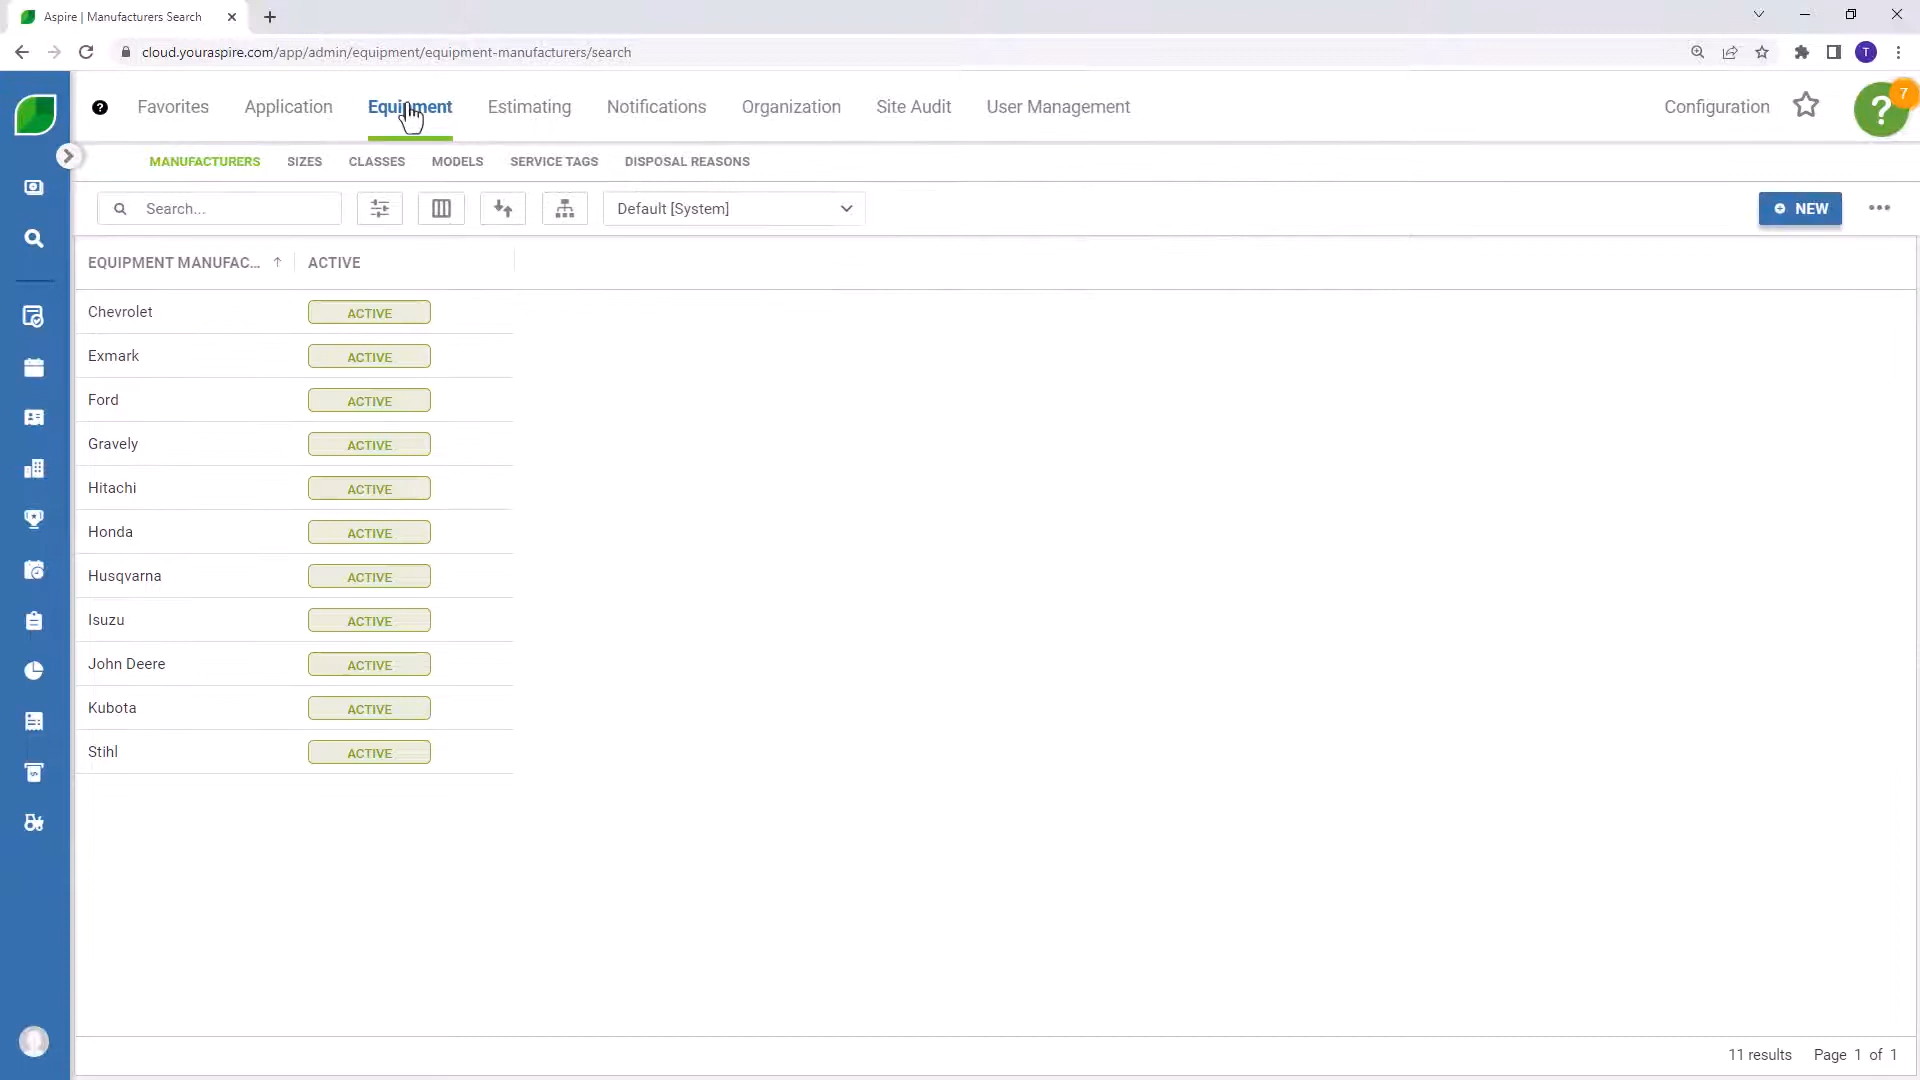 Aspire | Manufacturers Search
cloud.youraspire.com/app/admin/equipment/equipment-manufacturers/search
T
Favorites Application Equipment Estimating Notifications Organization Site Audit User Management Configuration ? 7
MANUFACTURERS SIZES CLASSES MODELS SERVICE TAGS DISPOSAL REASONS
Search... Default [System] NEW
EQUIPMENT MANUFAC... ACTIVE
Chevrolet ACTIVE
Exmark ACTIVE
Ford ACTIVE
Gravely ACTIVE
Hitachi ACTIVE
Honda ACTIVE
Husqvarna ACTIVE
Isuzu ACTIVE
John Deere ACTIVE
Kubota ACTIVE
Stihl ACTIVE
11 results Page 1 of 1